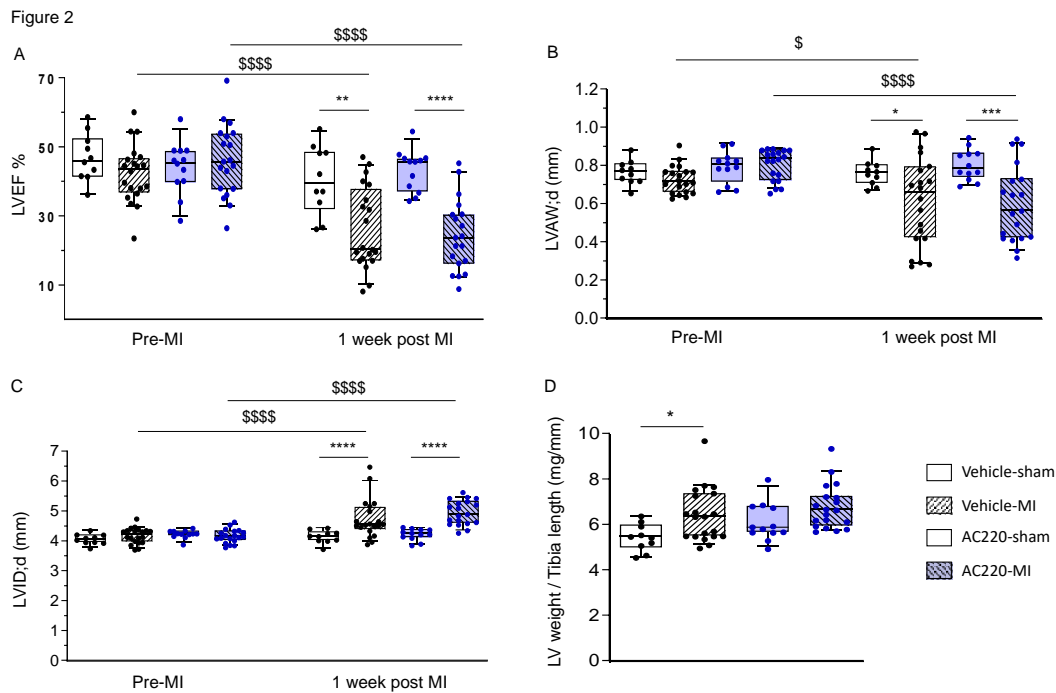 Figure 2
A
$$$$
$$$$
**
****
LVEF %
70
50
30
10
Pre-MI
1 week post MI
B
$
$$$$
*
***
LVAW;d (mm)
1.2
1.0
0.8
0.6
0.4
0.2
0.0
Pre-MI
1 week post MI
C
$$$$
$$$$
****
****
LVID;d (mm)
7
6
5
4
3
2
1
0
Pre-MI
1 week post MI
D
*
LV weight / Tibia length (mg/mm)
10
8
6
4
2
0
Vehicle-sham
Vehicle-MI
AC220-sham
AC220-MI